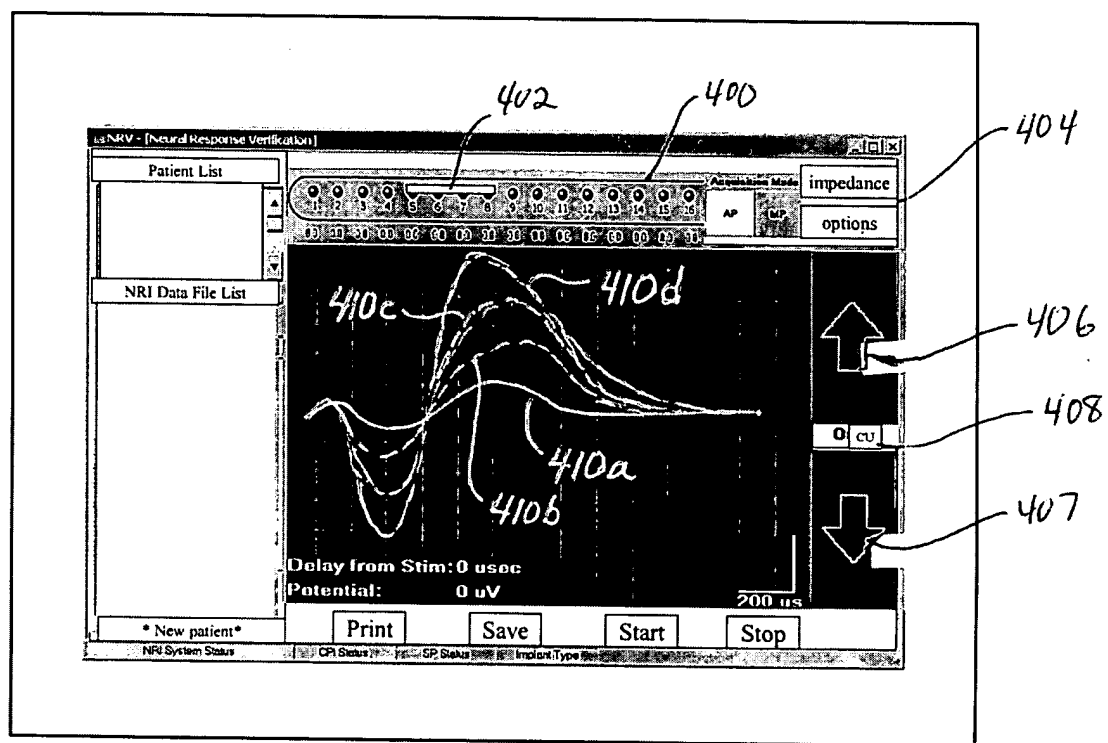 402
400
404
NRV - [Neural Response Verification]
Patient List
1 2 3 4 5 6 7 8 9 10 11 12 13 14 15 16
Acquisition Mode
AP
MP
impedance
options
NRI Data File List
410c
410d
406
408
0 CU
410a
410b
407
Delay from Stim: 0 usec
Potential: 0 uV
200 us
* New patient*
Print
Save
Start
Stop
NRI System Status
CPI Status
SP Status
Implant Type